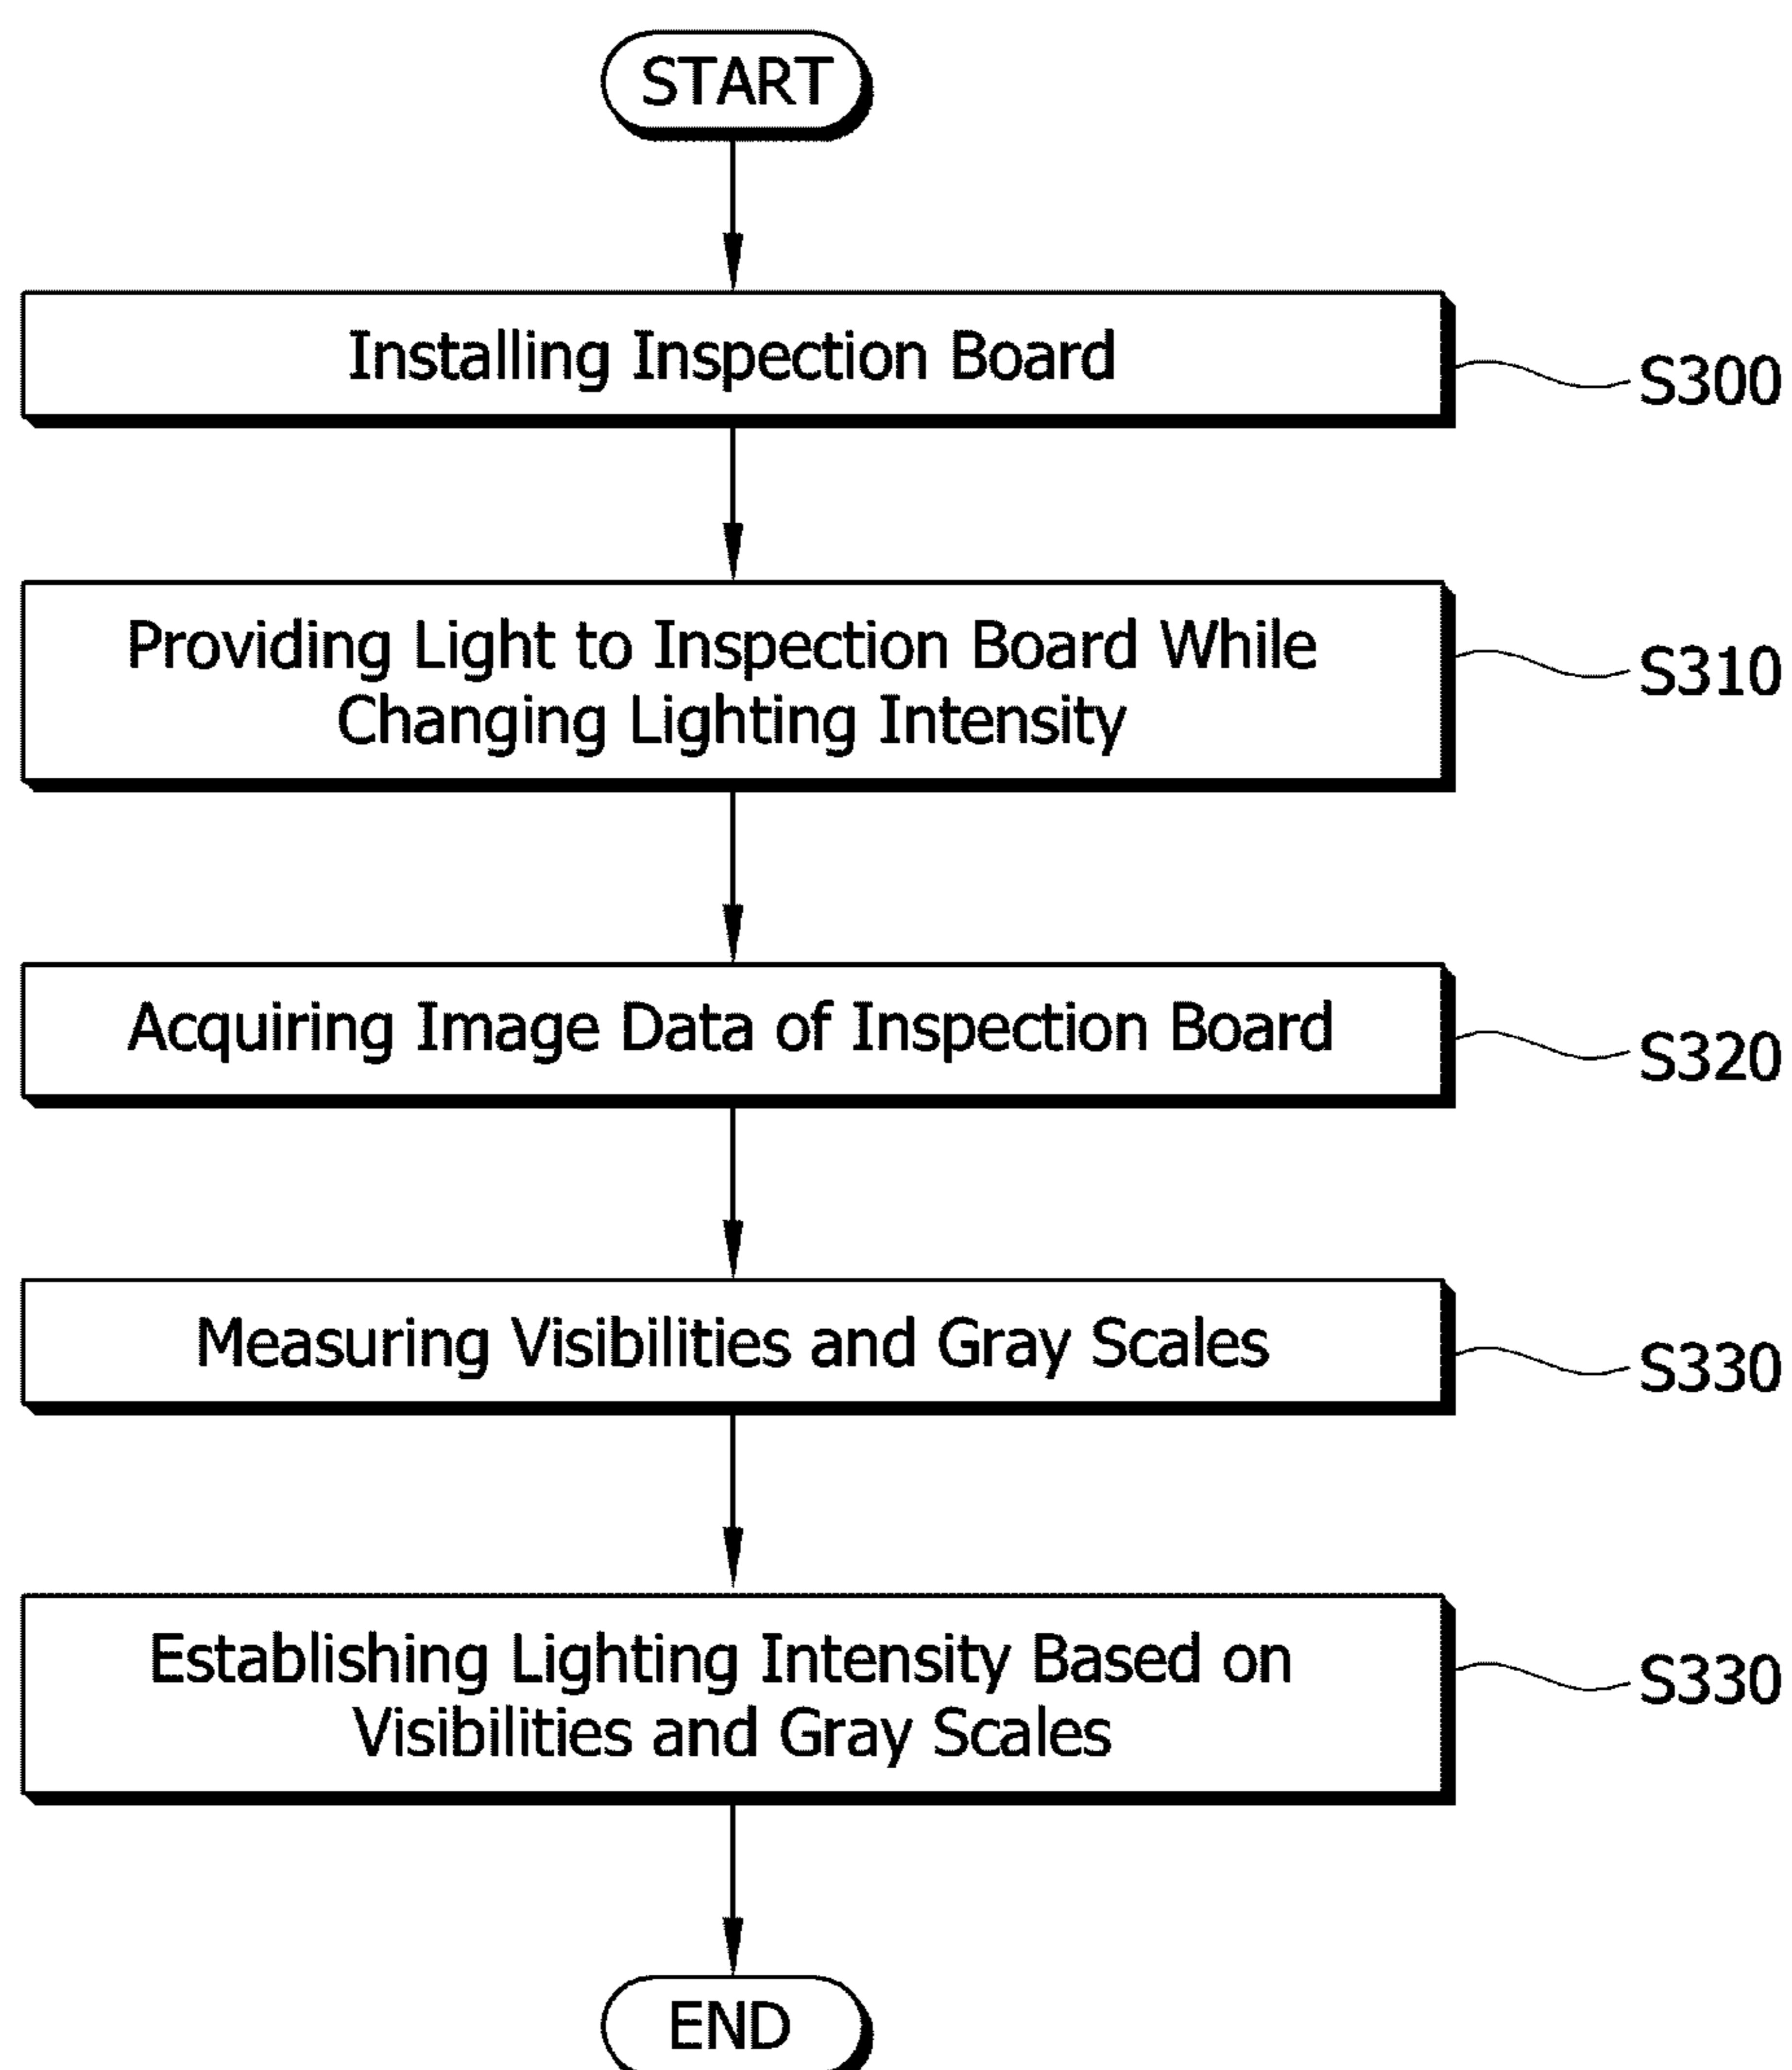 START
Installing Inspection Board
S300
Providing Light to Inspection Board While
Changing Lighting Intensity
S310
Acquiring Image Data of Inspection Board
S320
Measuring Visibilities and Gray Scales
S330
Establishing Lighting Intensity Based on
Visibilities and Gray Scales
S330
END